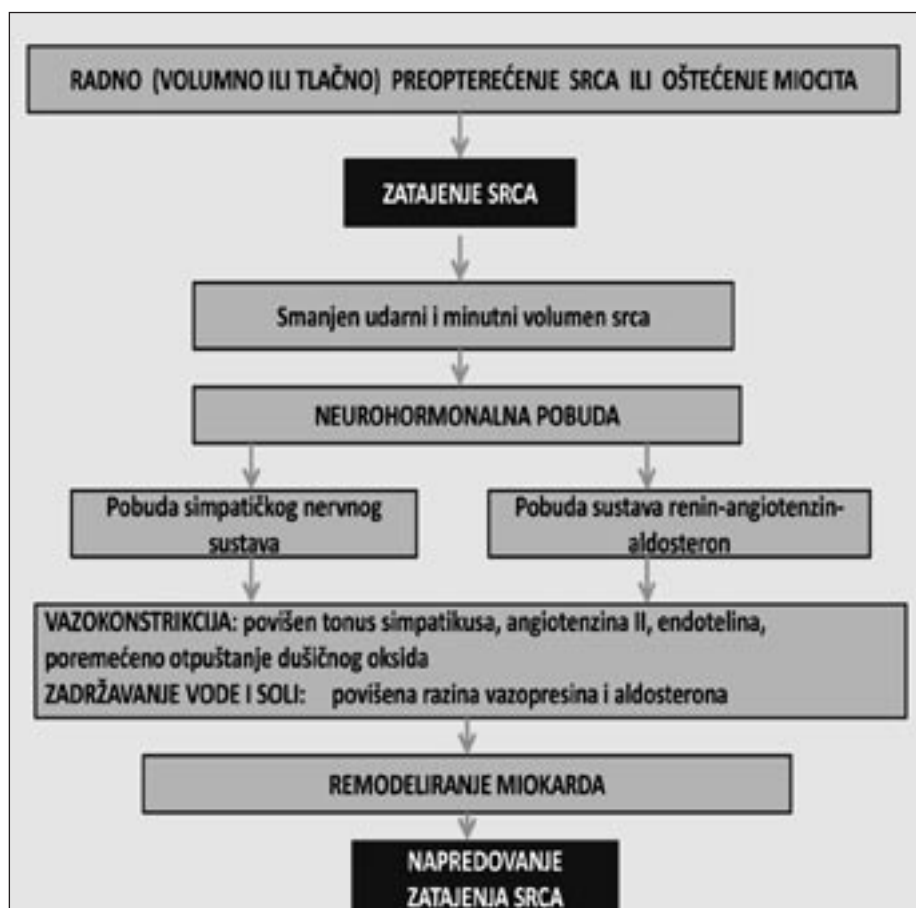 RADNO (VOLUMNO ILI TLAČNO) PREOPTEREĆENJE SRCA ILI OŠTEĆENJE MIOCITA
ZATAJENJE SRCA
Smanjen udarni i minutni volumen srca
NEUROHORMONALNA POBUDA
Pobuda simpatičkog nervnog
sustava
Pobuda sustava renin-angiotenzin-
aldosteron
VAZOKONSTRIKCIJA: povišen tonus simpatikusa, angiotenzina II, endotelina,
poremećeno otpuštanje dušičnog oksida
ZADRŽAVANJE VODE I SOLI: povišena razina vazopresina i aldosterona
REMODELIRANJE MIOKARDA
NAPREDOVANJE
ZATAJENJA SRCA